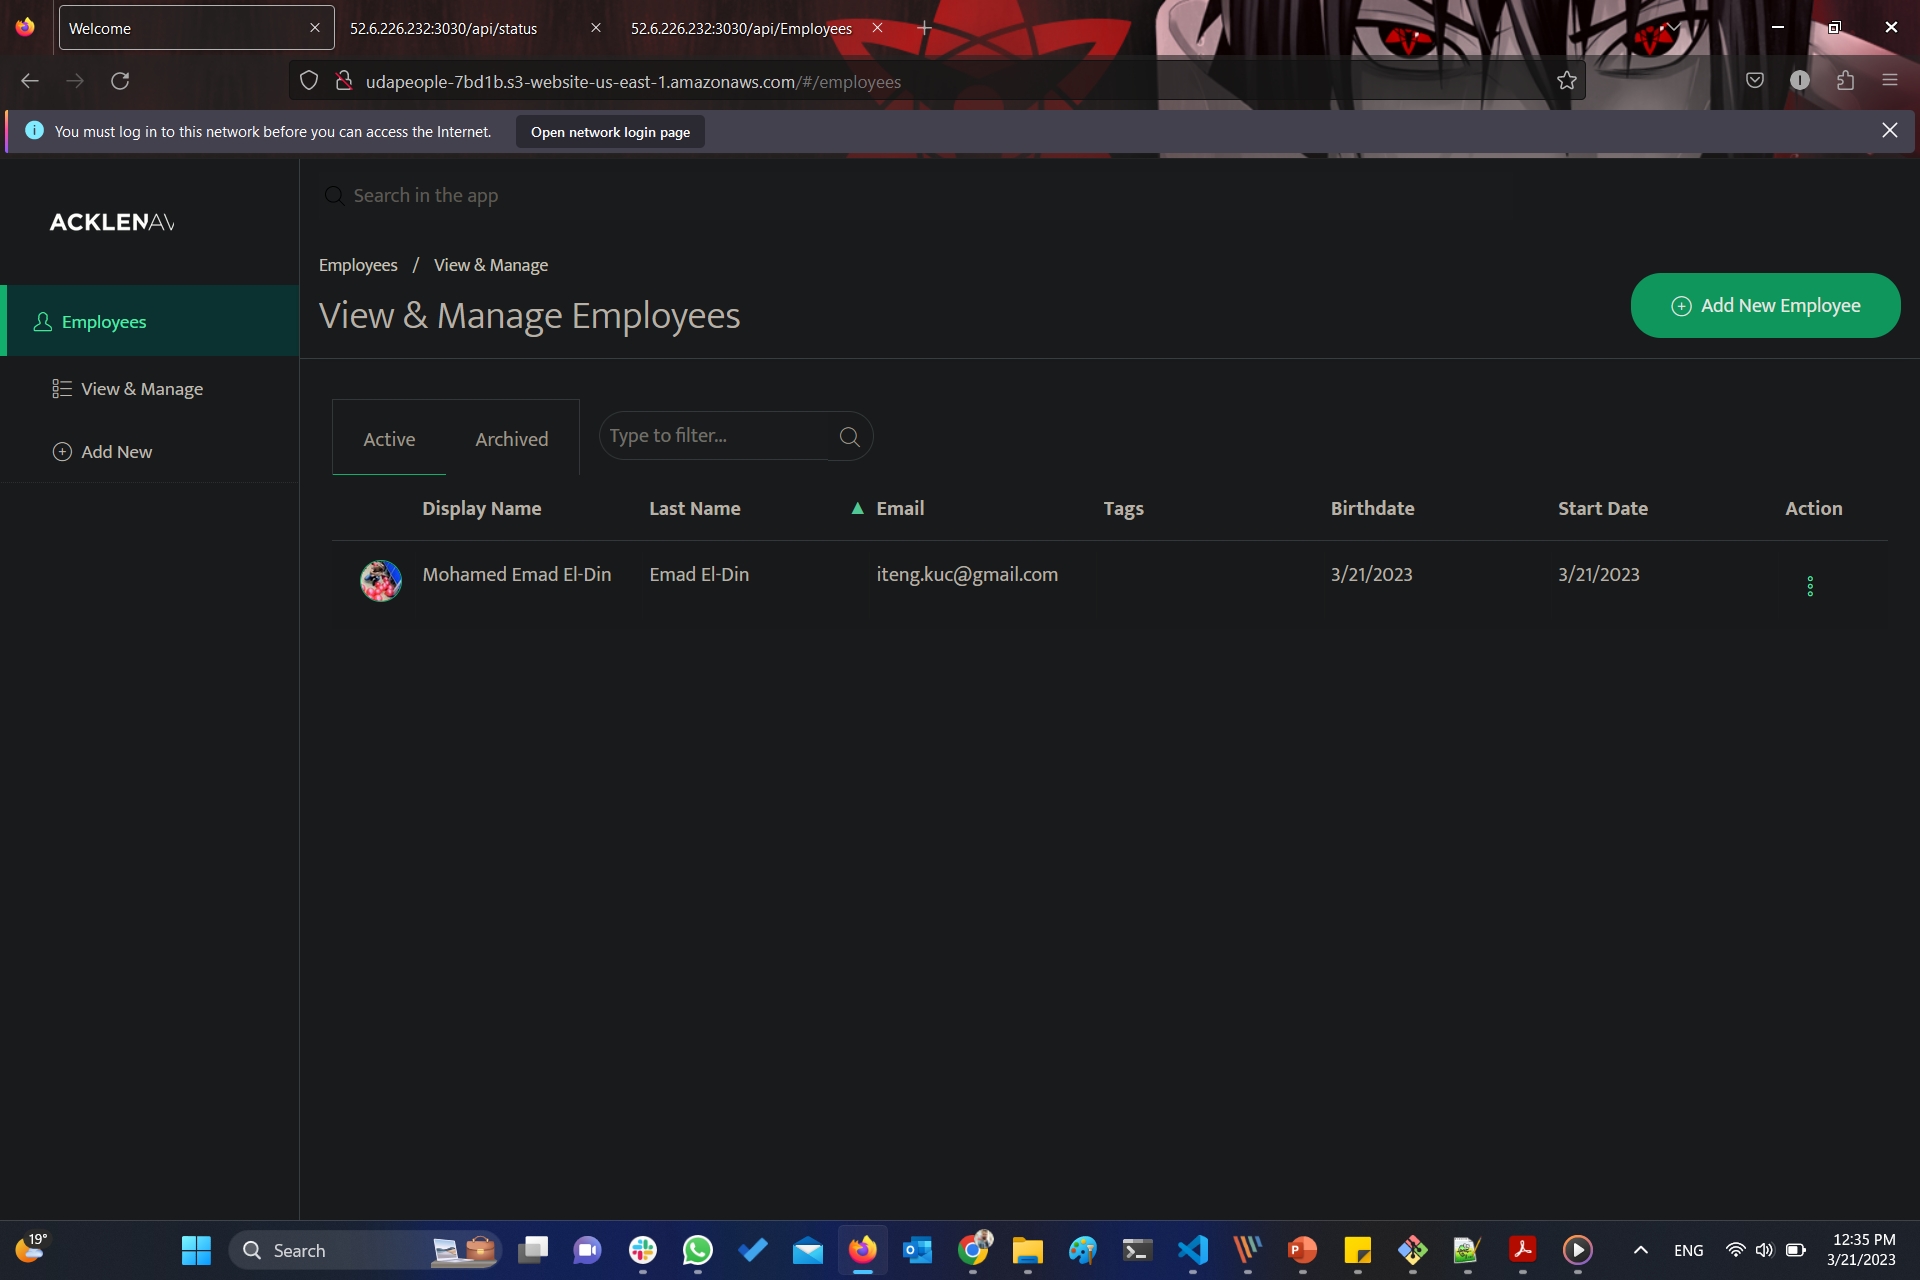 Welcome
52.6.226.232:3030/api/status
52.6.226.232:3030/api/Employees
udapeople-7bd1b.s3-website-us-east-1.amazonaws.com/#/employees
You must log in to this network before you can access the Internet.
Open network login page
ACKLENAV
Search in the app
Employees / View & Manage
View & Manage Employees
Add New Employee
Employees
View & Manage
Add New
Active
Archived
Type to filter...
Display Name
Last Name
Email
Tags
Birthdate
Start Date
Action
Mohamed Emad El-Din
Emad El-Din
iteng.kuc@gmail.com
3/21/2023
3/21/2023
19°
Search
ENG
12:35 PM
3/21/2023